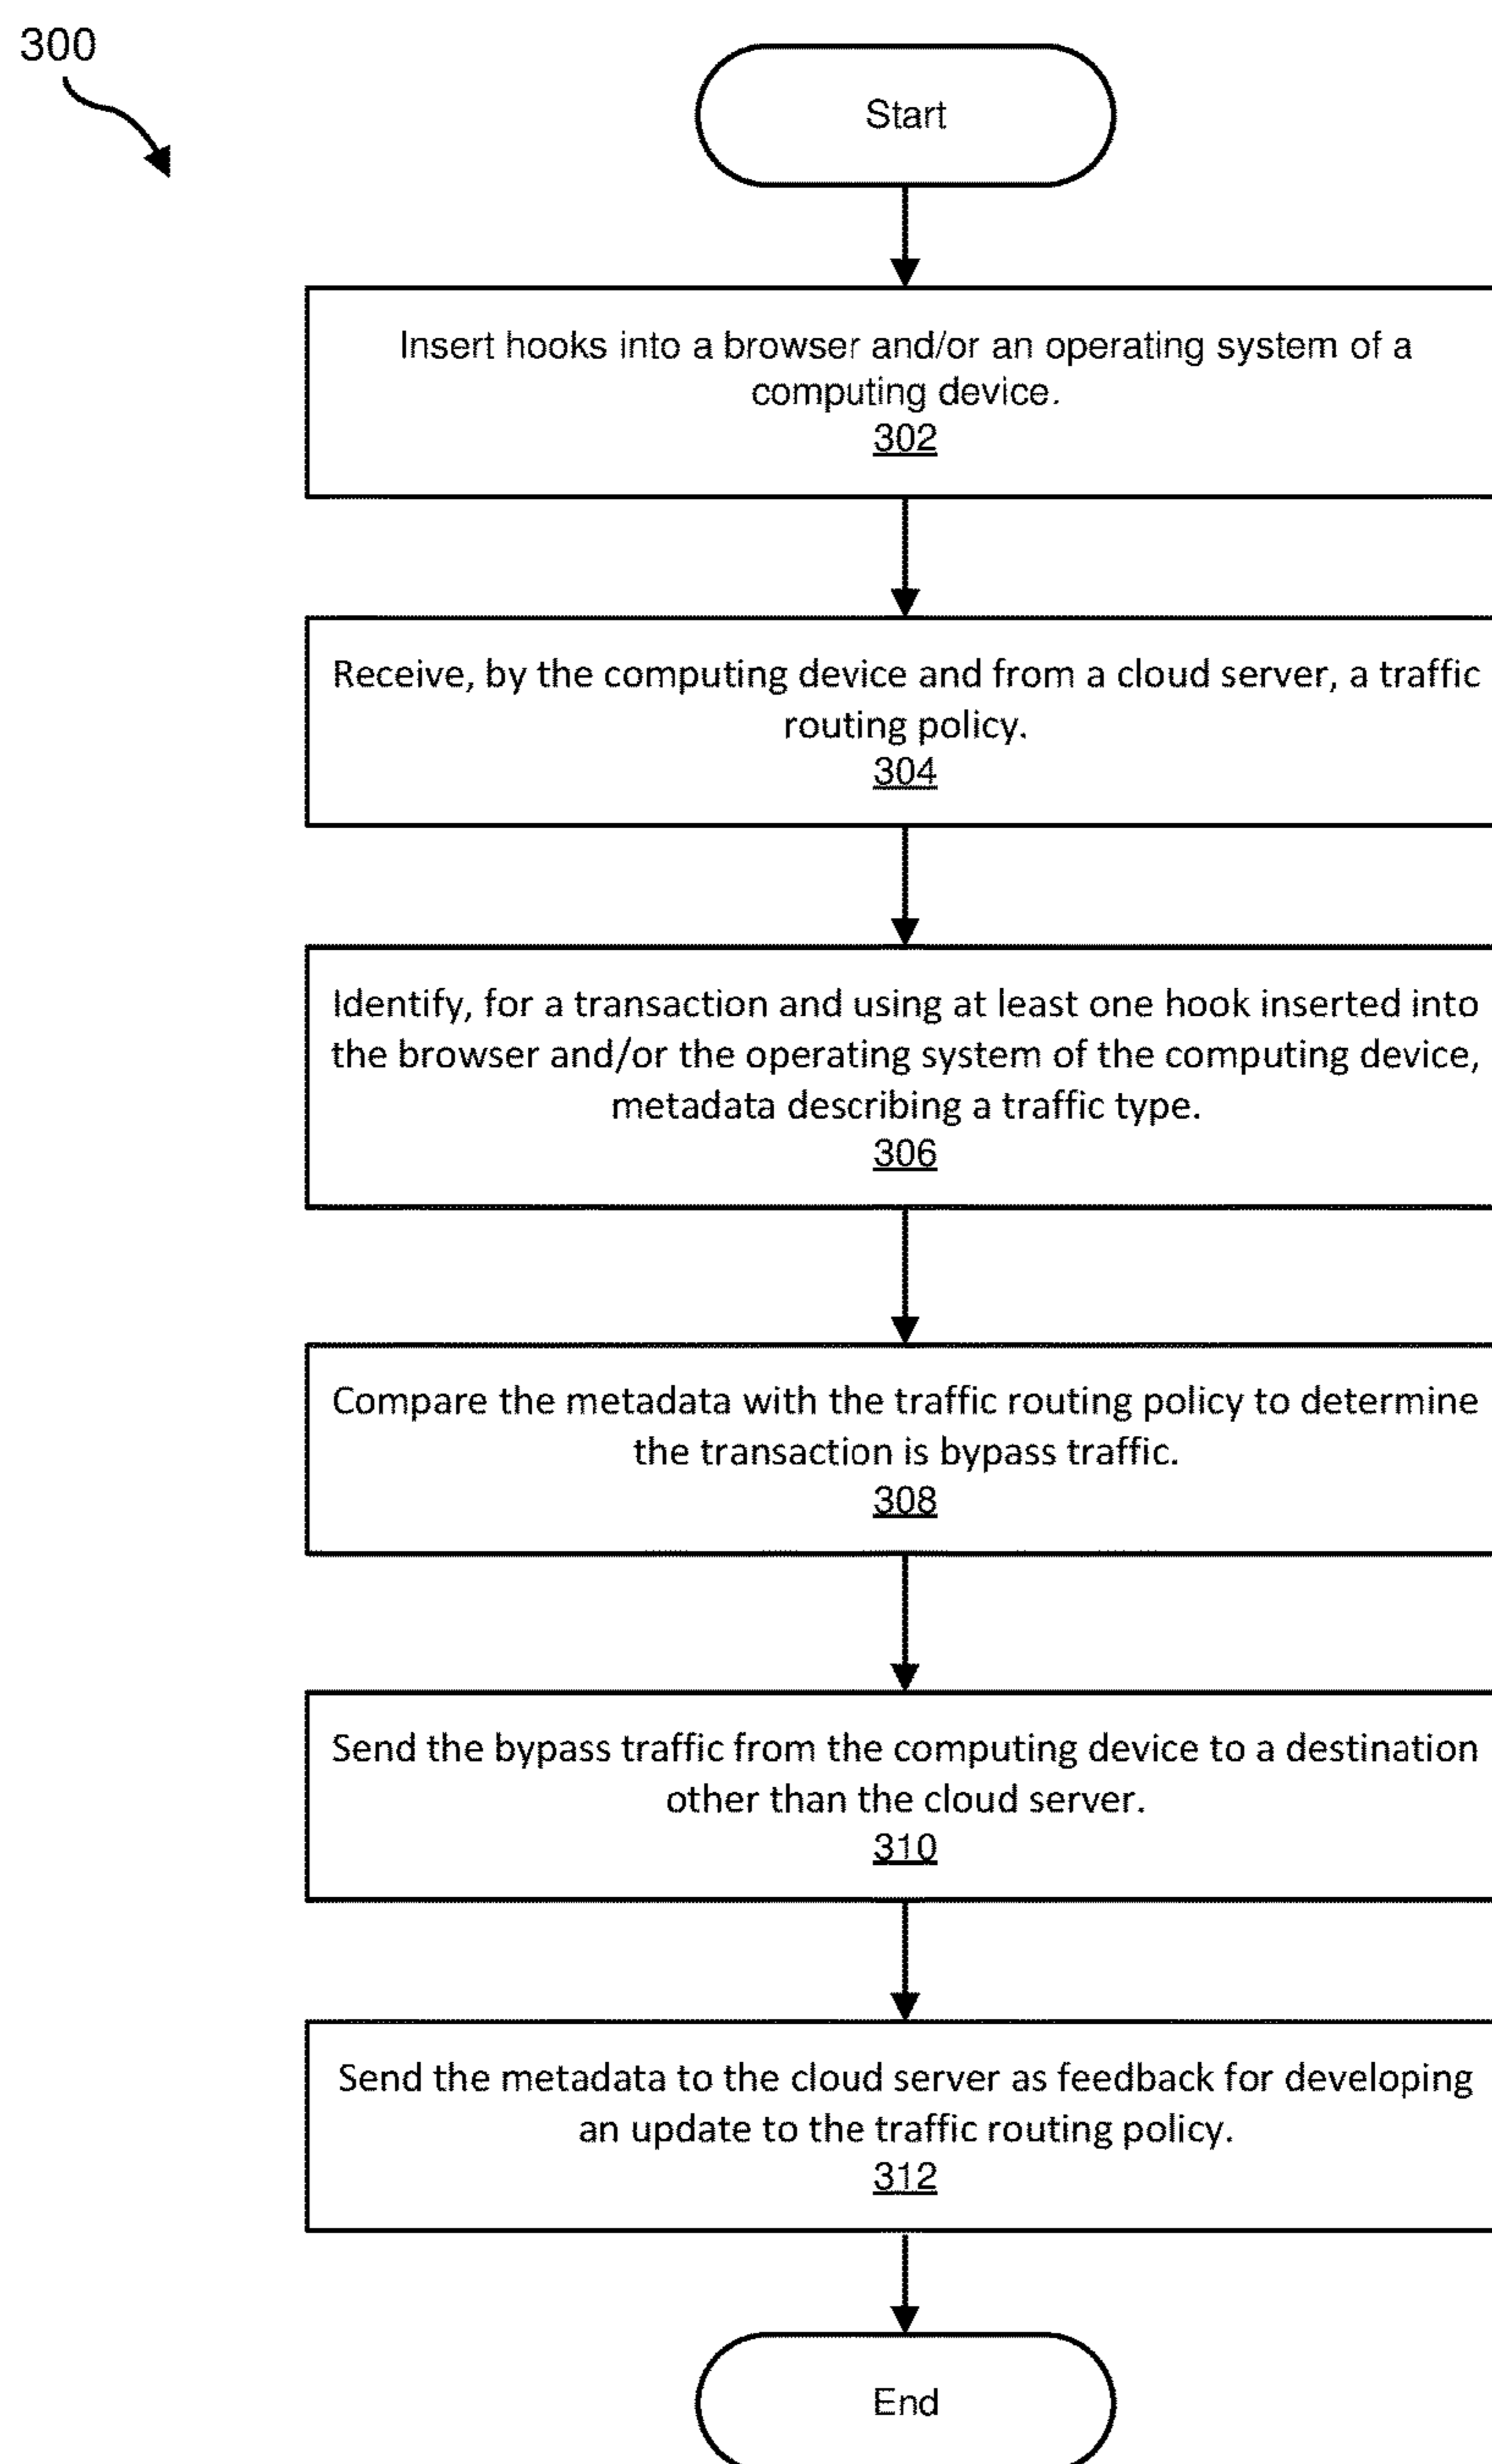 300
Start
Insert hooks into a browser and/or an operating system of a
computing device.
302
Receive, by the computing device and from a cloud server, a traffic
routing policy.
304
Identify, for a transaction and using at least one hook inserted into
the browser and/or the operating system of the computing device,
metadata describing a traffic type.
306
Compare the metadata with the traffic routing policy to determine
the transaction is bypass traffic.
308
Send the bypass traffic from the computing device to a destination
other than the cloud server.
310
Send the metadata to the cloud server as feedback for developing
an update to the traffic routing policy.
312
End